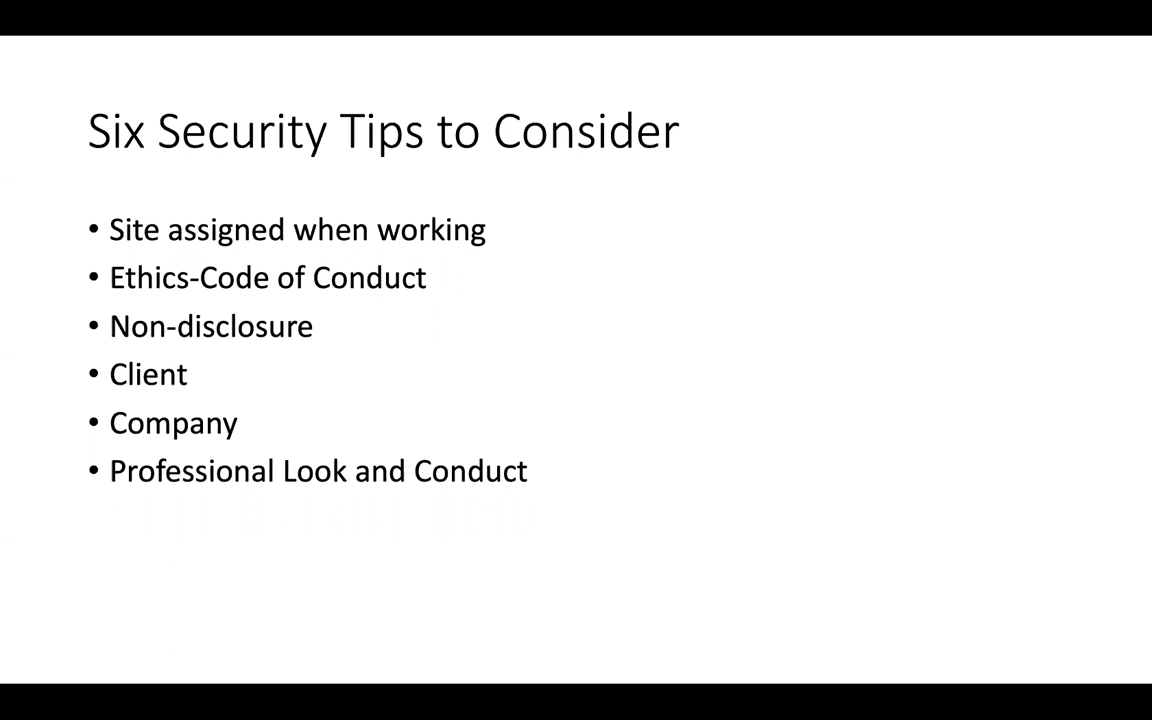 Six Security Tips to Consider
• Site assigned when working
• Ethics-Code of Conduct
• Non-disclosure
• Client
• Company
• Professional Look and Conduct